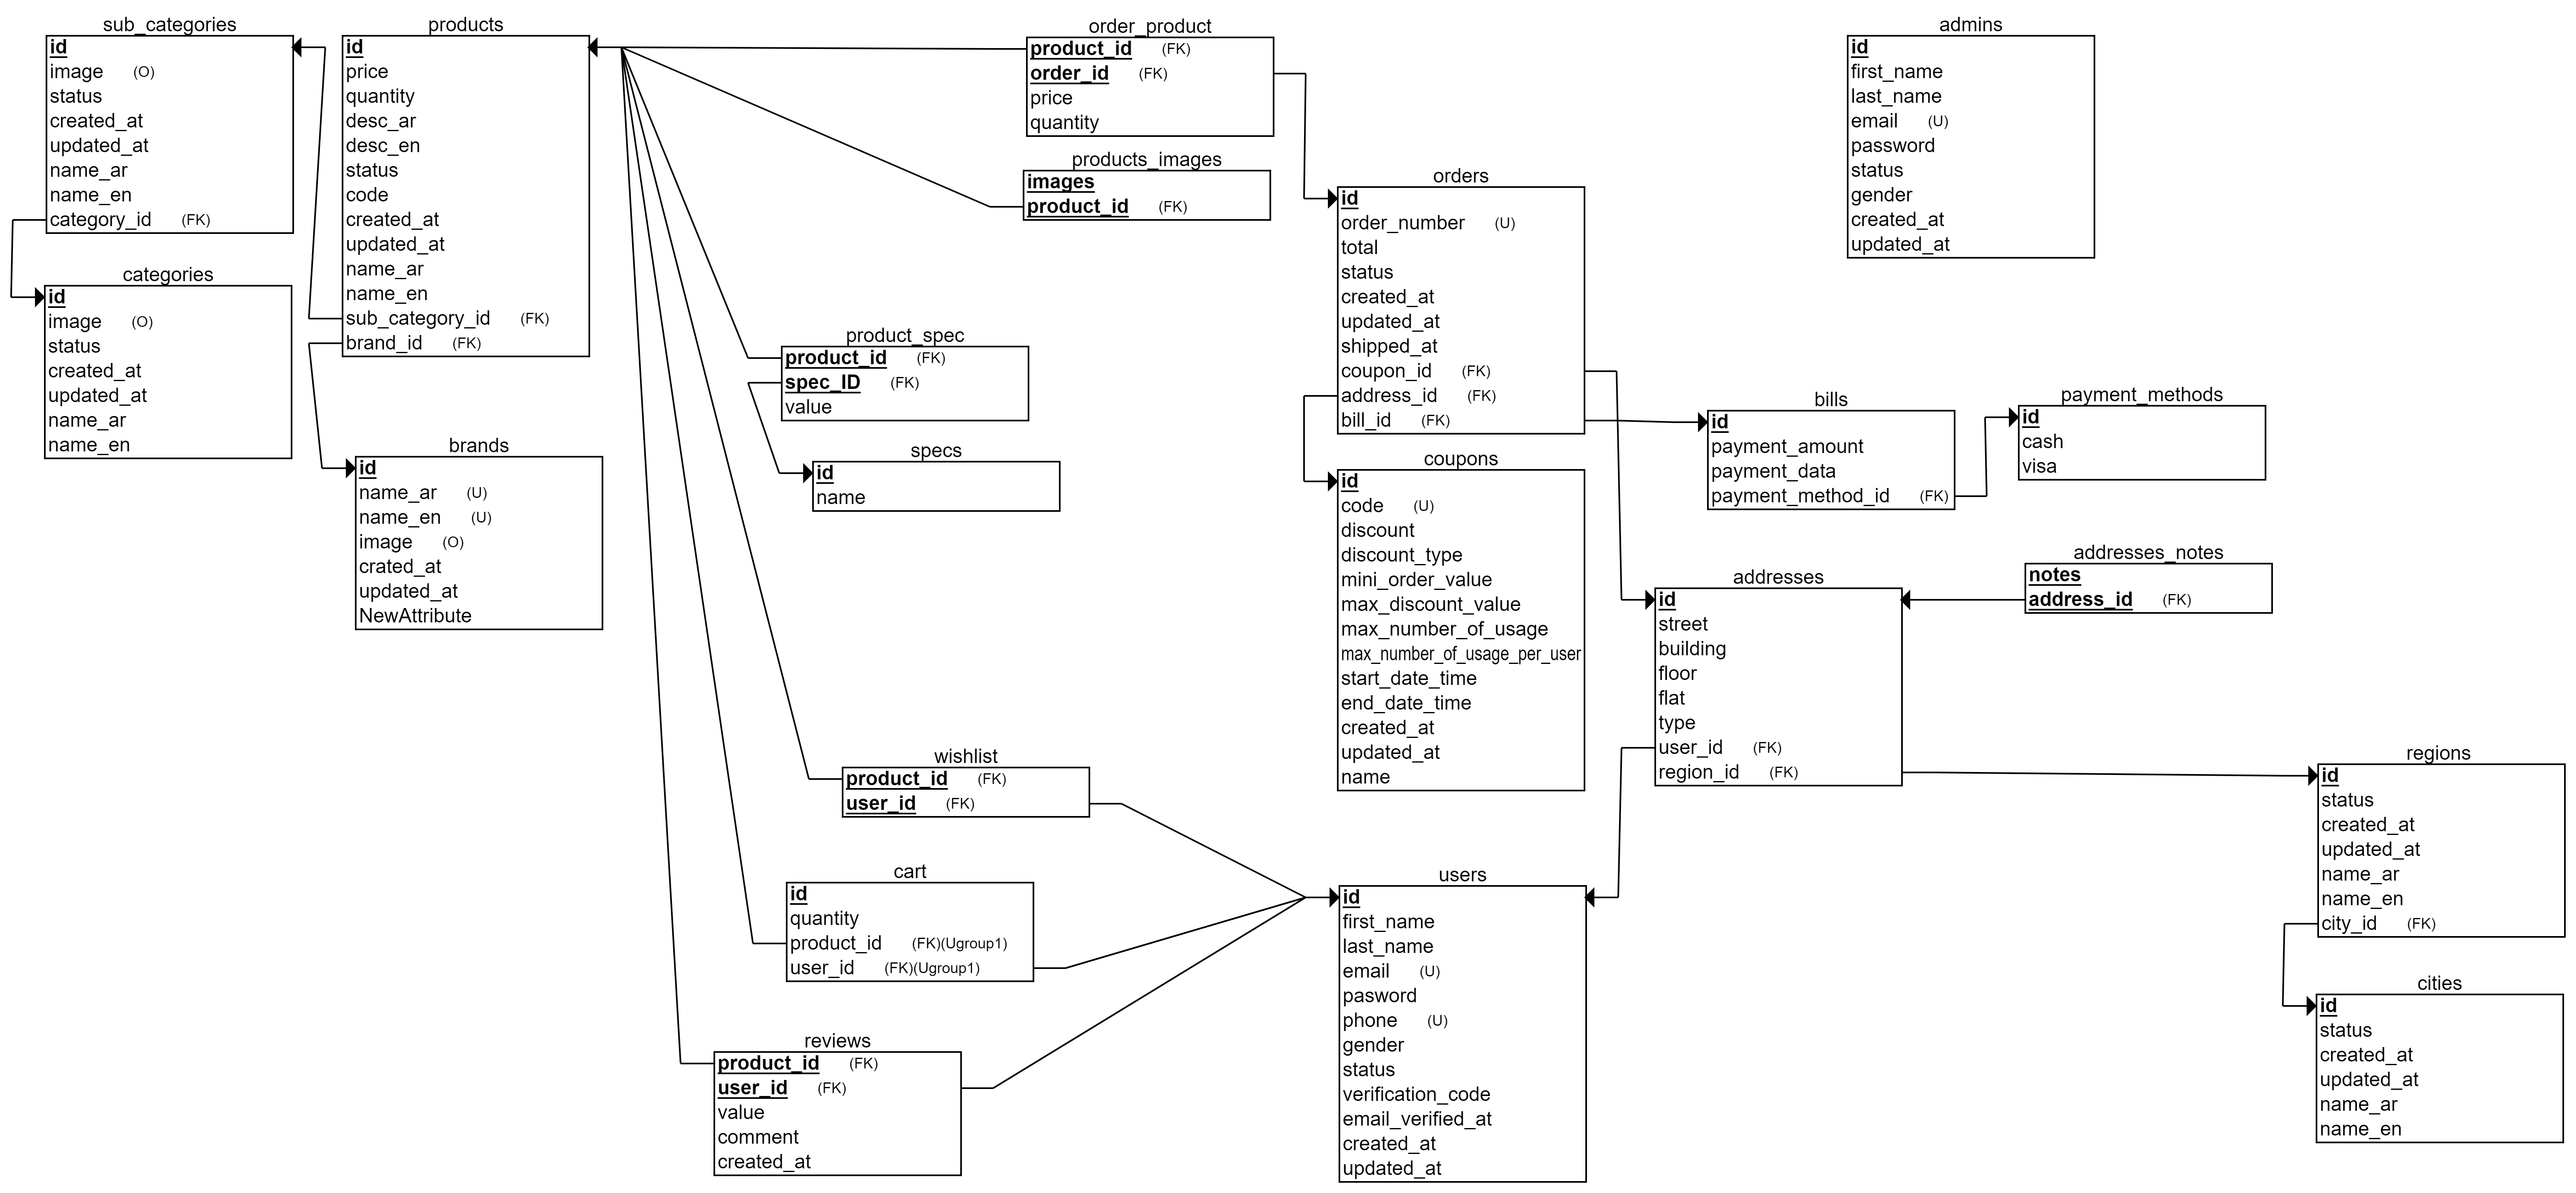 sub_categories
id
image (O)
status
created_at
updated_at
name_ar
name_en
category_id (FK)
categories
id
image (O)
status
created_at
updated_at
name_ar
name_en
products
id
price
quantity
desc_ar
desc_en
status
code
created_at
updated_at
name_ar
name_en
sub_category_id (FK)
brand_id (FK)
brands
id
name_ar (U)
name_en (U)
image (O)
crated_at
updated_at
NewAttribute
order_product
product_id (FK)
order_id (FK)
price
quantity
products_images
images
product_id (FK)
product_spec
product_id (FK)
spec_ID (FK)
value
specs
id
name
wishlist
product_id (FK)
user_id (FK)
cart
id
quantity
product_id (FK)(Ugroup1)
user_id (FK)(Ugroup1)
reviews
product_id (FK)
user_id (FK)
value
comment
created_at
orders
id
order_number (U)
total
status
created_at
updated_at
shipped_at
coupon_id (FK)
address_id (FK)
bill_id (FK)
coupons
id
code (U)
discount
discount_type
mini_order_value
max_discount_value
max_number_of_usage
max_number_of_usage_per_user
start_date_time
end_date_time
created_at
updated_at
name
users
id
first_name
last_name
email (U)
pasword
phone (U)
gender
status
verification_code
email_verified_at
created_at
updated_at
admins
id
first_name
last_name
email (U)
password
status
gender
created_at
updated_at
bills
id
payment_amount
payment_data
payment_method_id (FK)
payment_methods
id
cash
visa
addresses
id
street
building
floor
flat
type
user_id (FK)
region_id (FK)
addresses_notes
notes
address_id (FK)
regions
id
status
created_at
updated_at
name_ar
name_en
city_id (FK)
cities
id
status
created_at
updated_at
name_ar
name_en